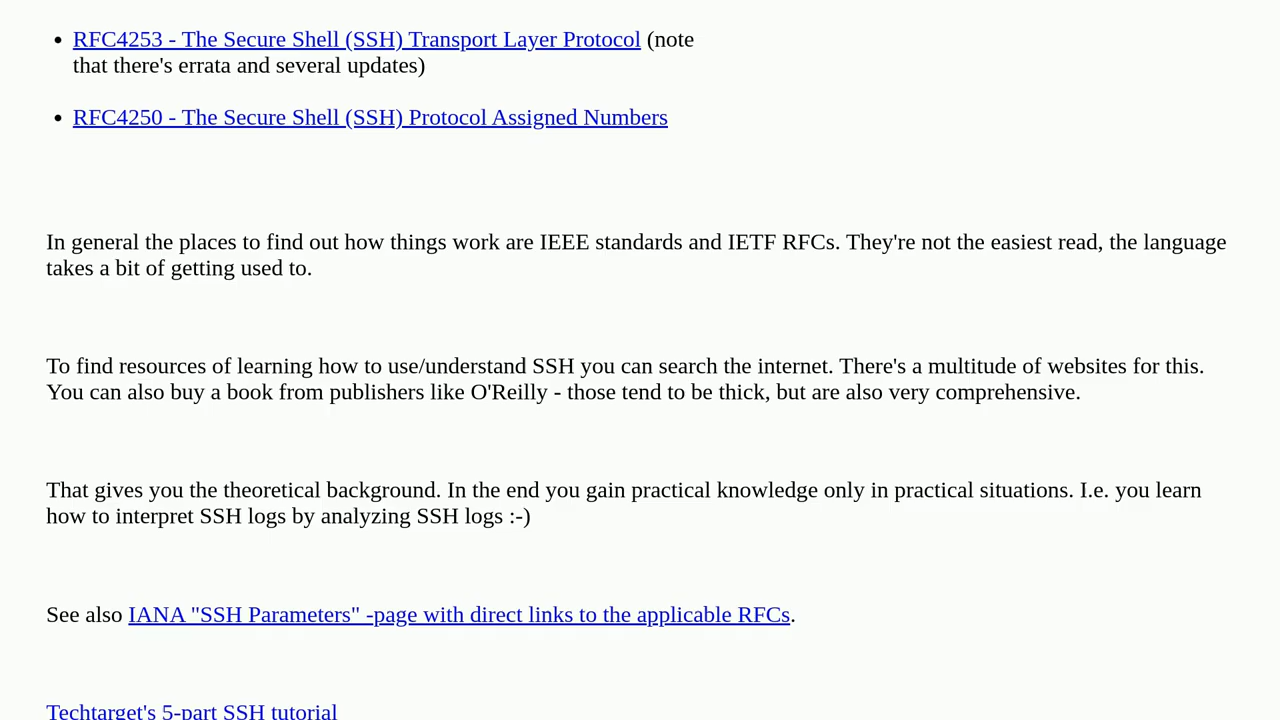 RFC4253 - The Secure Shell (SSH) Transport Layer Protocol (note
that there's errata and several updates)
RFC4250 - The Secure Shell (SSH) Protocol Assigned Numbers
In general the places to find out how things work are IEEE standards and IETF RFCs. They're not the easiest read, the language
takes a bit of getting used to.
To find resources of learning how to use/understand SSH you can search the internet. There's a multitude of websites for this.
You can also buy a book from publishers like O'Reilly - those tend to be thick, but are also very comprehensive.
That gives you the theoretical background. In the end you gain practical knowledge only in practical situations. I.e. you learn
how to interpret SSH logs by analyzing SSH logs :-)
See also IANA "SSH Parameters" -page with direct links to the applicable RFCs.
Techtarget's 5-part SSH tutorial